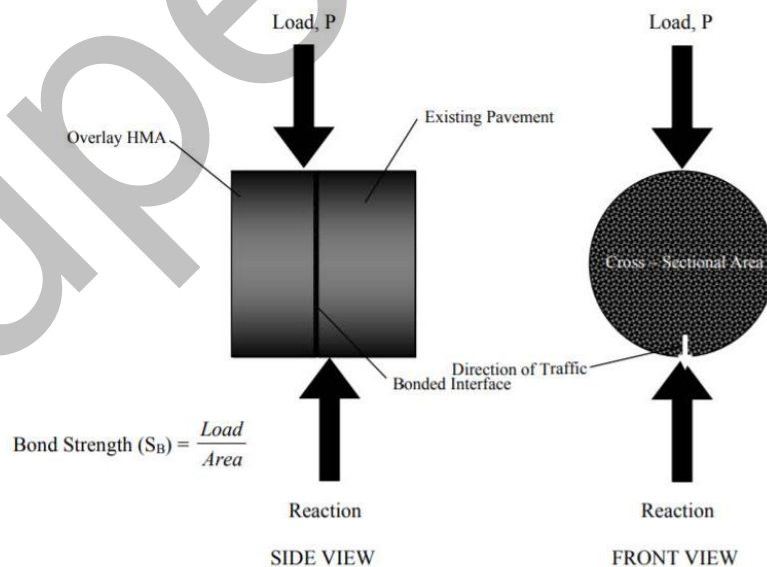 Load, P
Load, P
Overlay HMA
Existing Pavement
Cross – Sectional Area
Direction of Traffic
Bonded Interface
Bond Strength (S_B) = Load
Area
Reaction
Reaction
SIDE VIEW
FRONT VIEW